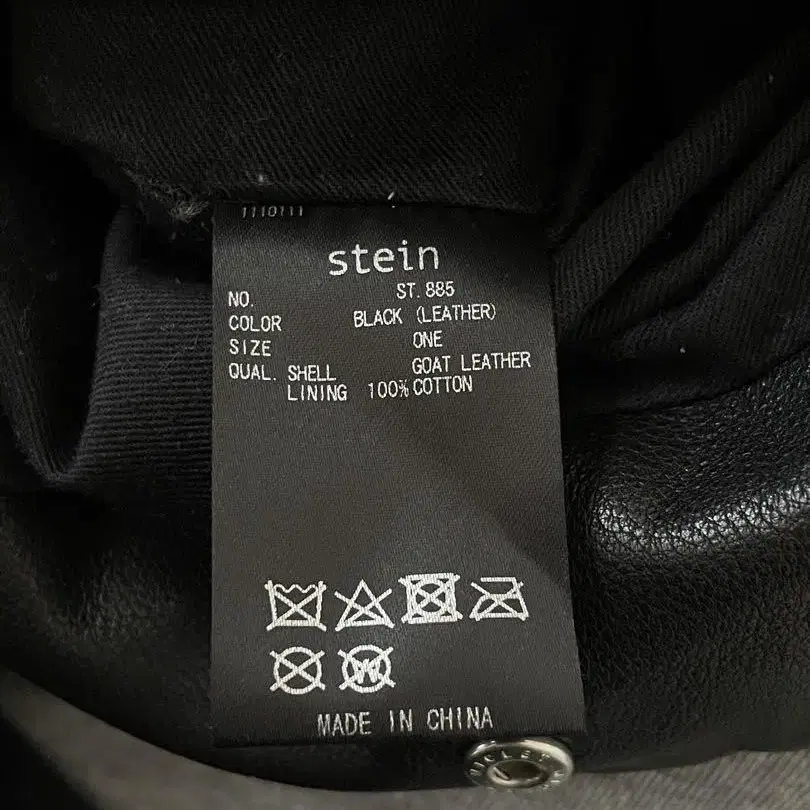 1110111
stein
NO. ST.885
COLOR BLACK (LEATHER)
SIZE ONE
QUAL. SHELL GOAT LEATHER
LINING 100% COTTON
W
MADE IN CHINA